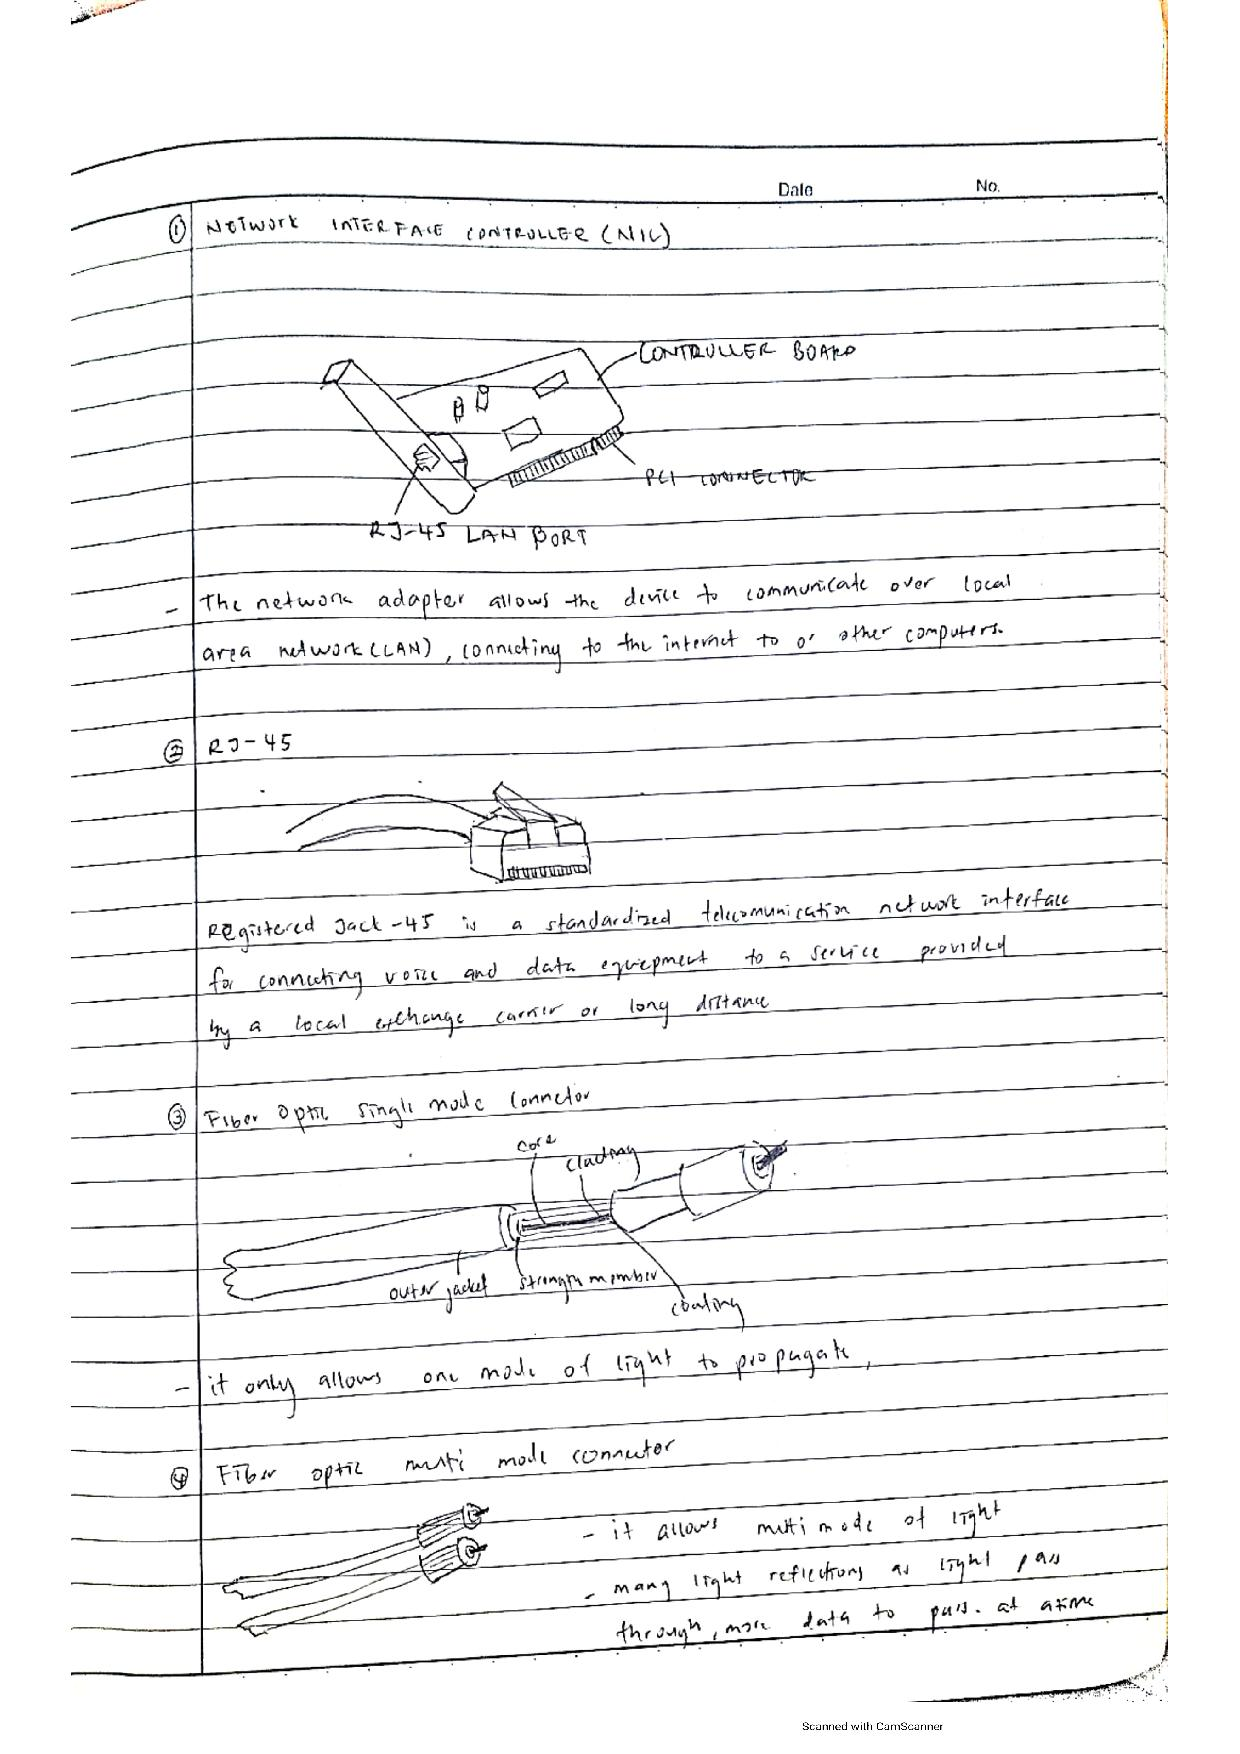 Date No.
① NETWORK INTERFACE CONTROLLER (NIC)
CONTROLLER BOARD
PCI CONNECTOR
RJ-45 LAN PORT
- The network adapter allows the device to communicate over local
area network (LAN), connecting to the internet to or other computers.
② RJ-45
Registered Jack-45 is a standardized telecomunication network interface
for connecting voice and data equiepment to a service provided
by a local exchange carrier or long distance
③ Fiber Optic Single mode Connector
core
cladding
outer jacket
strength member
coating
- it only allows one mode of light to propagate,
④ Fiber optic multi mode connector
- it allows multi mode of light
- many light reflections as light pass
through, more data to pass. at atime
Scanned with CamScanner